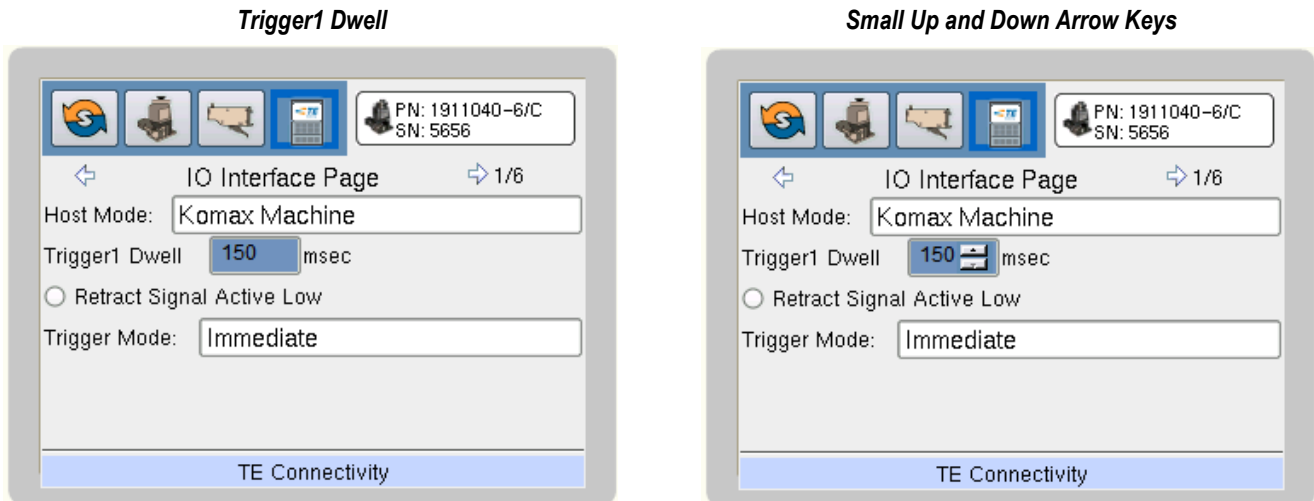 Trigger1 Dwell
PN: 1911040-6/C
SN: 5656
IO Interface Page 1/6
Host Mode: Komax Machine
Trigger1 Dwell 150 msec
Retract Signal Active Low
Trigger Mode: Immediate
TE Connectivity
Small Up and Down Arrow Keys
PN: 1911040-6/C
SN: 5656
IO Interface Page 1/6
Host Mode: Komax Machine
Trigger1 Dwell 150 msec
Retract Signal Active Low
Trigger Mode: Immediate
TE Connectivity